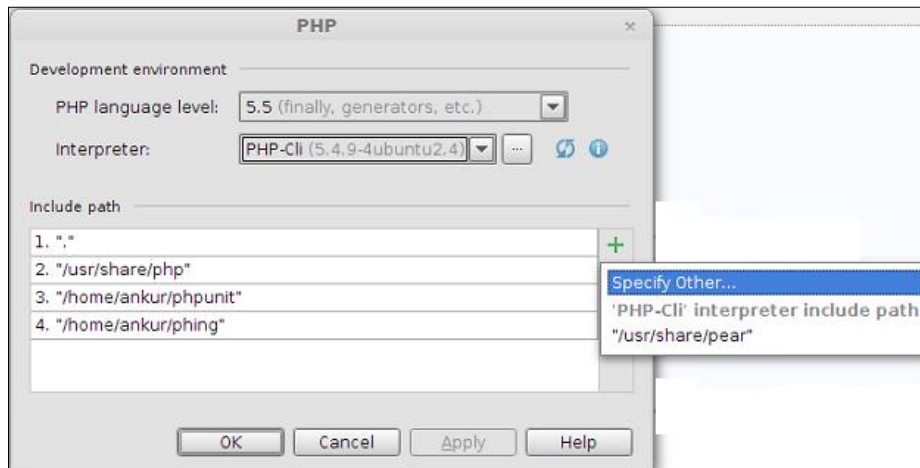 PHP
Development environment
PHP language level: 5.5 (finally, generators, etc.)
Interpreter: PHP-Cli (5.4.9-4ubuntu2.4) ...
Include path
1. "."
2. "/usr/share/php"
3. "/home/ankur/phpunit"
4. "/home/ankur/phing"
Specify Other...
'PHP-Cli' interpreter include path
"/usr/share/pear"
OK Cancel Apply Help